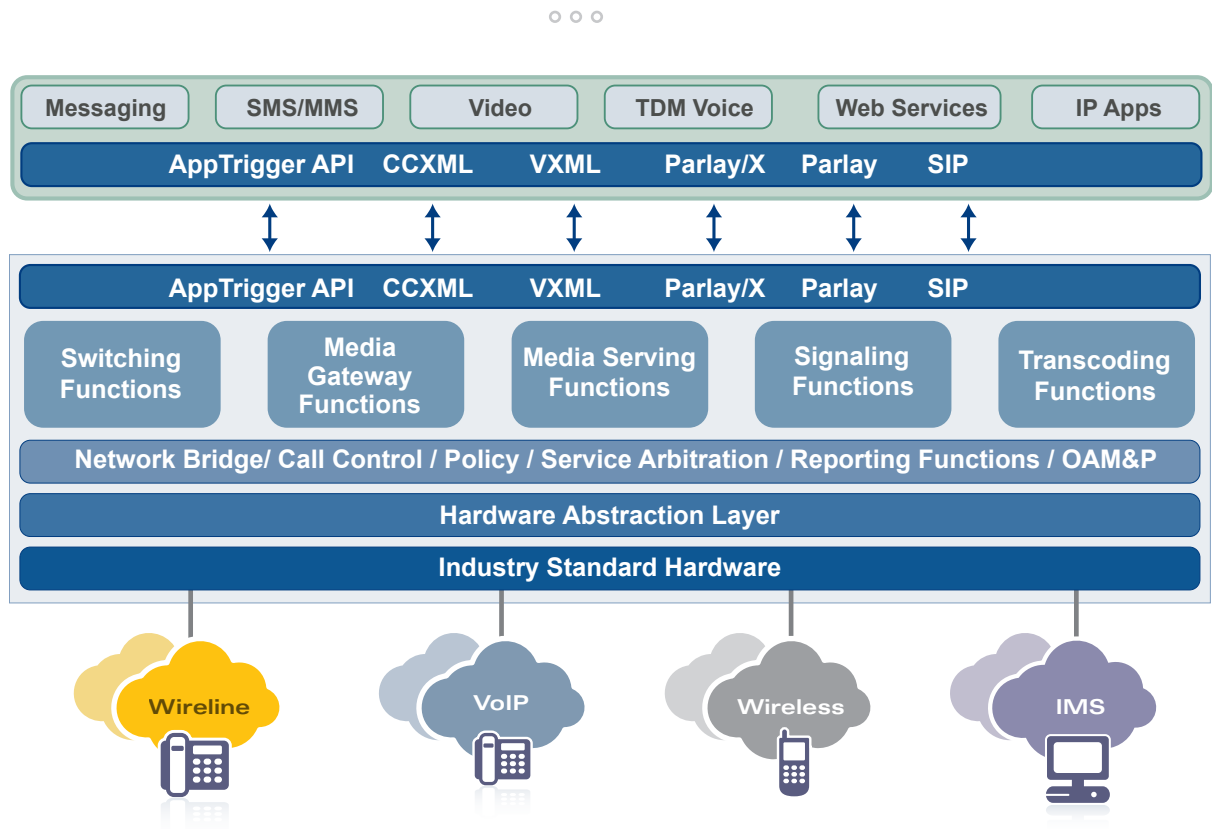 Messaging
SMS/MMS
Video
TDM Voice
Web Services
IP Apps
AppTrigger API CCXML VXML Parlay/X Parlay SIP
AppTrigger API CCXML VXML Parlay/X Parlay SIP
Switching
Functions
Media
Gateway
Functions
Media Serving
Functions
Signaling
Functions
Transcoding
Functions
Network Bridge/ Call Control / Policy / Service Arbitration / Reporting Functions / OAM&P
Hardware Abstraction Layer
Industry Standard Hardware
Wireline
VoIP
Wireless
IMS